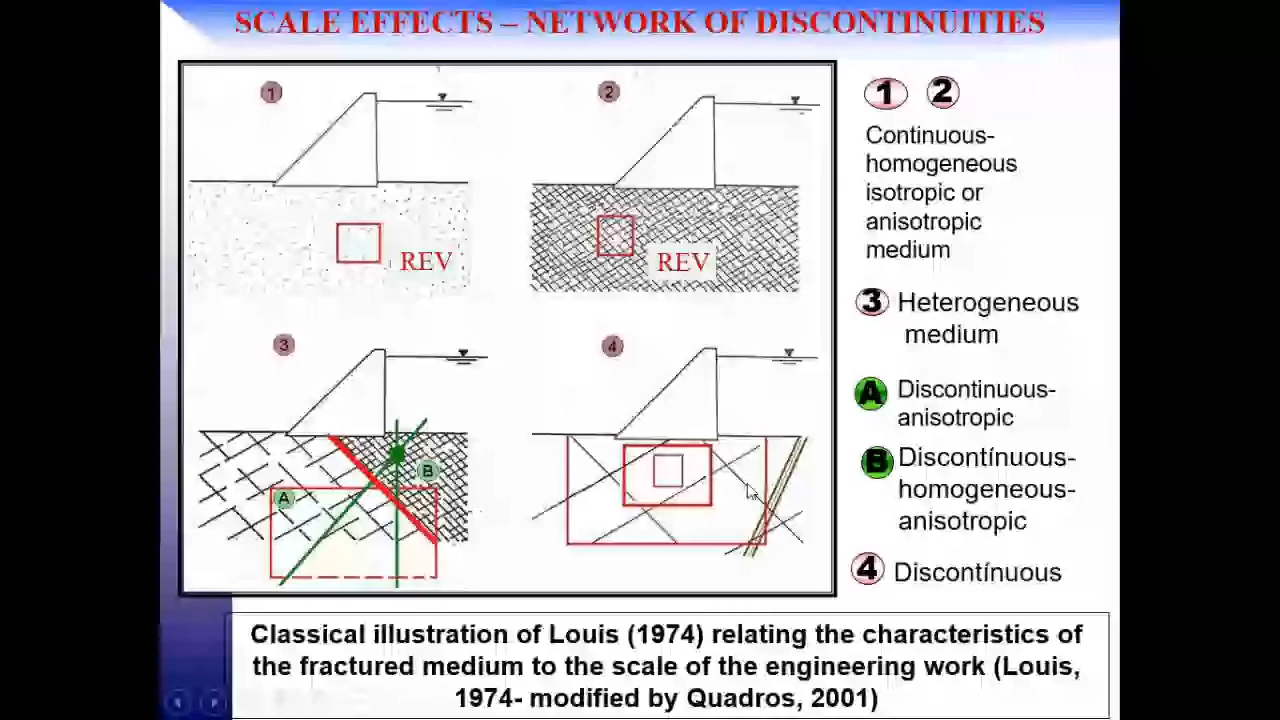 SCALE EFFECTS – NETWORK OF DISCONTINUITIES
1
2
REV
REV
3
4
A
B
1 2
Continuous-
homogeneous
isotropic or
anisotropic
medium
3 Heterogeneous
medium
A Discontinuous-
anisotropic
B Discontínuous-
homogeneous-
anisotropic
4 Discontínuous
Classical illustration of Louis (1974) relating the characteristics of
the fractured medium to the scale of the engineering work (Louis,
1974- modified by Quadros, 2001)